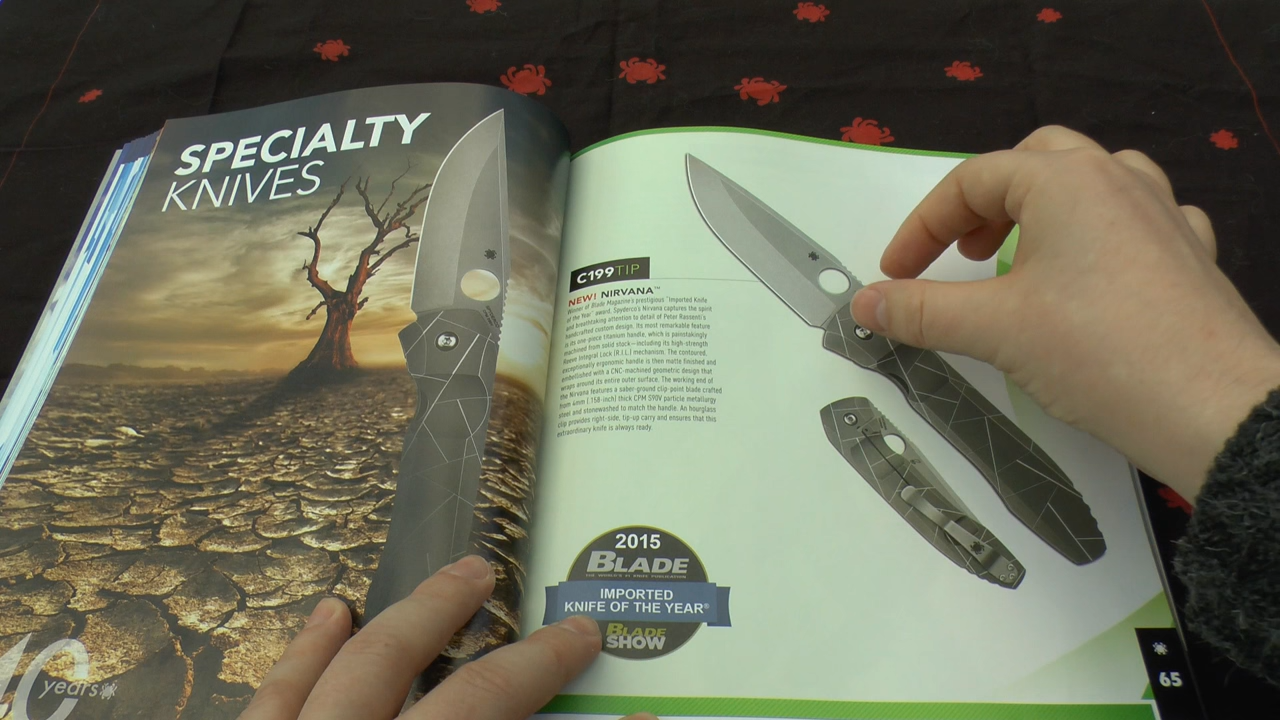 SPECIALTY
KNIVES
C199TIP
NEW! NIRVANA™
Winner of Blade Magazine's prestigious "Imported Knife
of the Year" award, Spyderco's Nirvana captures the spirit
and breathtaking attention to detail of Peter Rassenti's
handcrafted custom design. Its most remarkable feature
is its one-piece titanium handle, which is painstakingly
machined from solid stock—including its high-strength
Reeve Integral Lock (R.I.L.) mechanism. The contoured,
exceptionally ergonomic handle is then matte finished and
embellished with a CNC-machined geometric design that
wraps around its entire outer surface. The working end of
the Nirvana features a saber-ground clip-point blade crafted
from 4mm (.158-inch) thick CPM S90V particle metallurgy
steel and stonewashed to match the handle. An hourglass
clip provides right-side, tip-up carry and ensures that this
extraordinary knife is always ready.
2015
BLADE
IMPORTED
KNIFE OF THE YEAR®
BLADE
SHOW
years
65